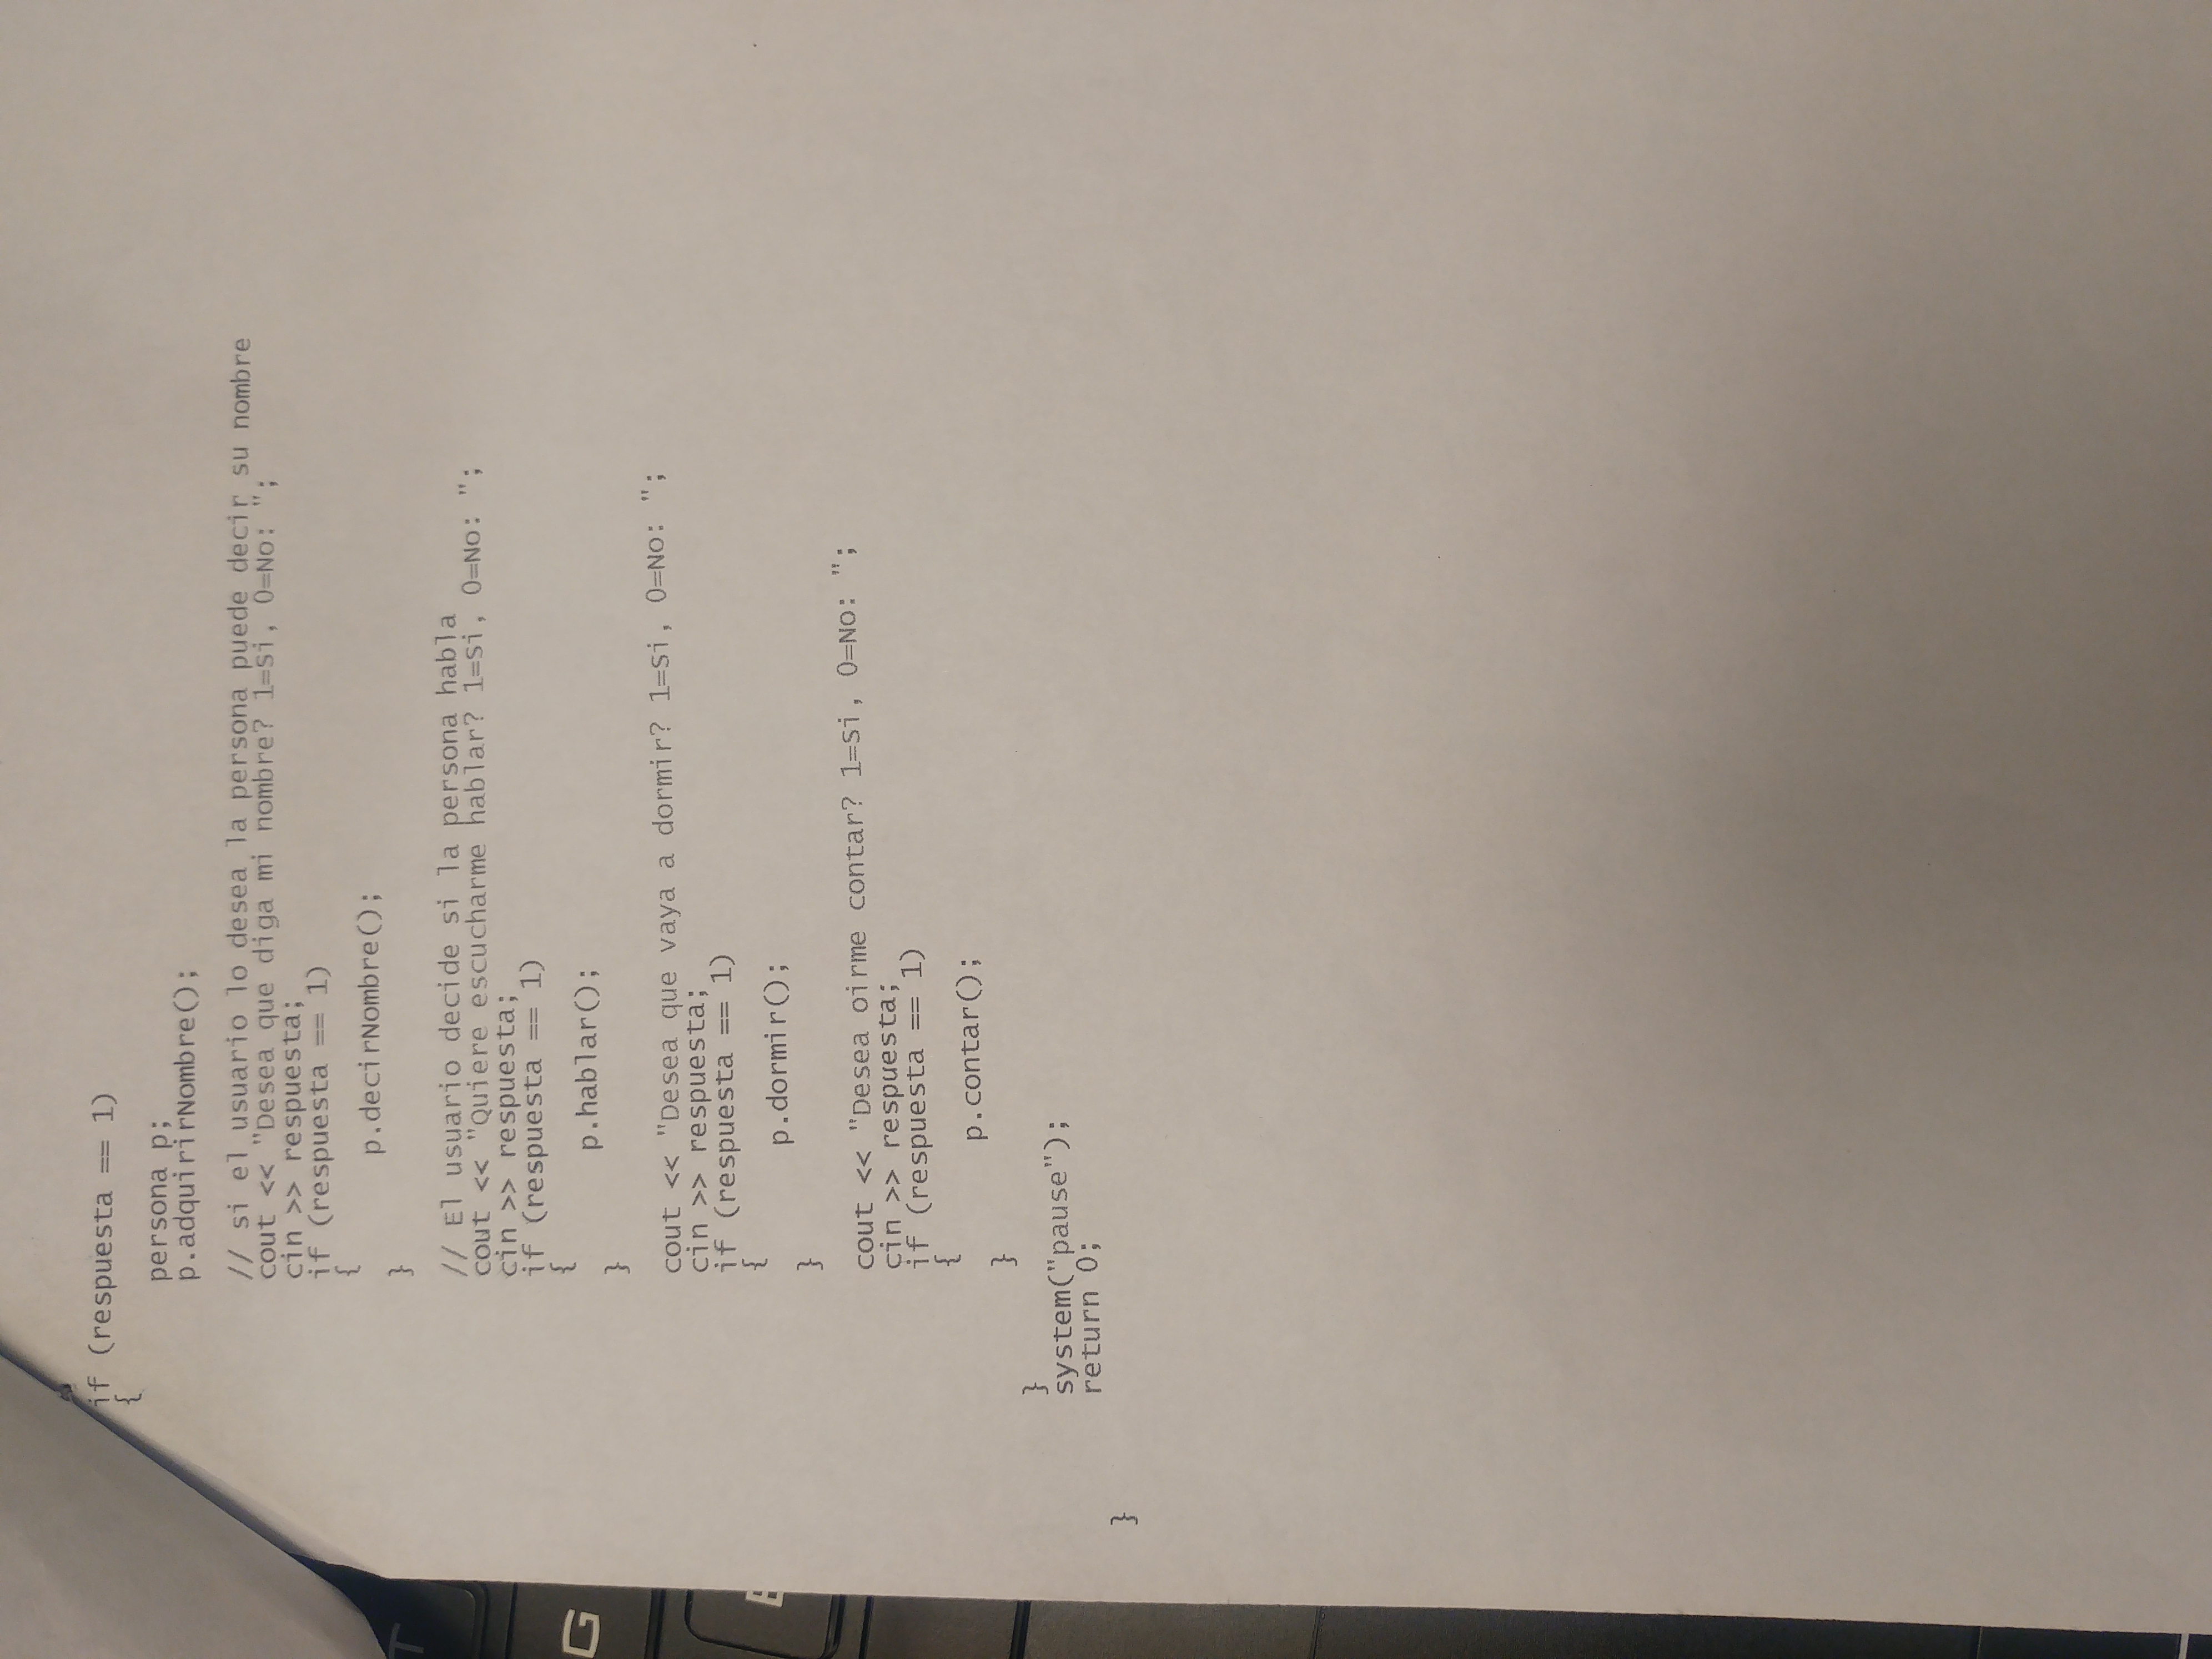 if (respuesta == 1)
{
persona p;
p.adquirirNombre();
// si el usuario lo desea la persona puede decir su nombre
cout << "Desea que diga mi nombre? 1=Si, 0=No: ";
cin >> respuesta;
if (respuesta == 1)
{
p.decirNombre();
}
// El usuario decide si la persona habla
cout << "Quiere escucharme hablar? 1=Si, 0=No: ";
cin >> respuesta;
if (respuesta == 1)
{
p.hablar();
}
cout << "Desea que vaya a dormir? 1=Si, 0=No: ";
cin >> respuesta;
if (respuesta == 1)
{
p.dormir();
}
cout << "Desea oirme contar? 1=Si, 0=No: ";
cin >> respuesta;
if (respuesta == 1)
{
p.contar();
}
}
system("pause");
return 0;
}
T
G